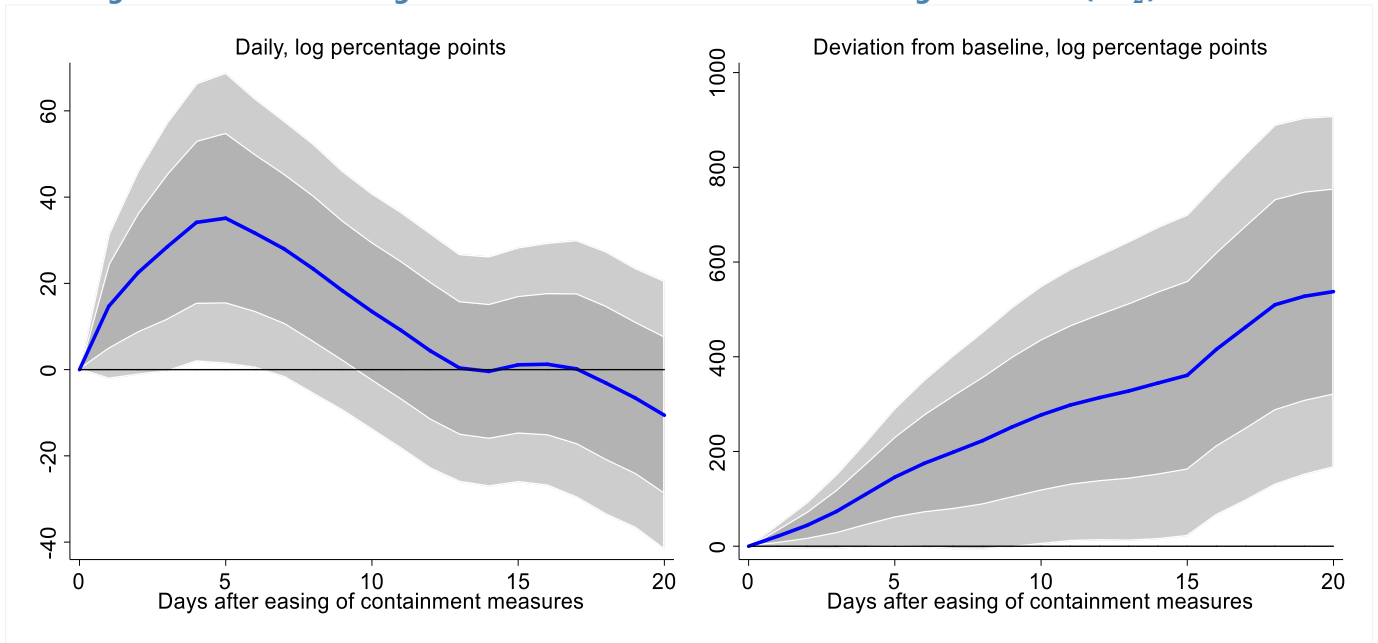 Daily, log percentage points
60
40
20
0
-20
-40
0 5 10 15 20
Days after easing of containment measures
Deviation from baseline, log percentage points
1000
800
600
400
200
0
0 5 10 15 20
Days after easing of containment measures